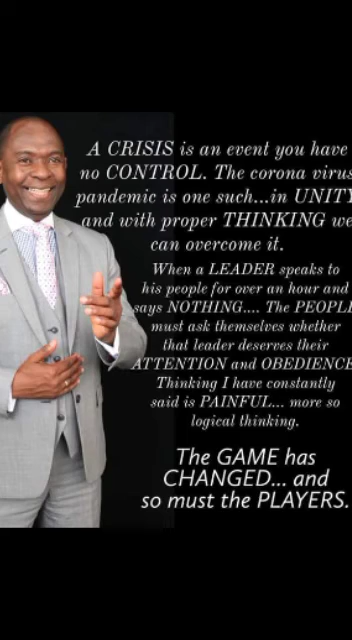 A CRISIS is an event you have
no CONTROL. The corona virus
pandemic is one such...in UNITY
and with proper THINKING we
can overcome it.
When a LEADER speaks to
his people for over an hour and
says NOTHING.... The PEOPLE
must ask themselves whether
that leader deserves their
ATTENTION and OBEDIENCE
Thinking I have constantly
said is PAINFUL... more so
logical thinking.
The GAME has
CHANGED... and
so must the PLAYERS.